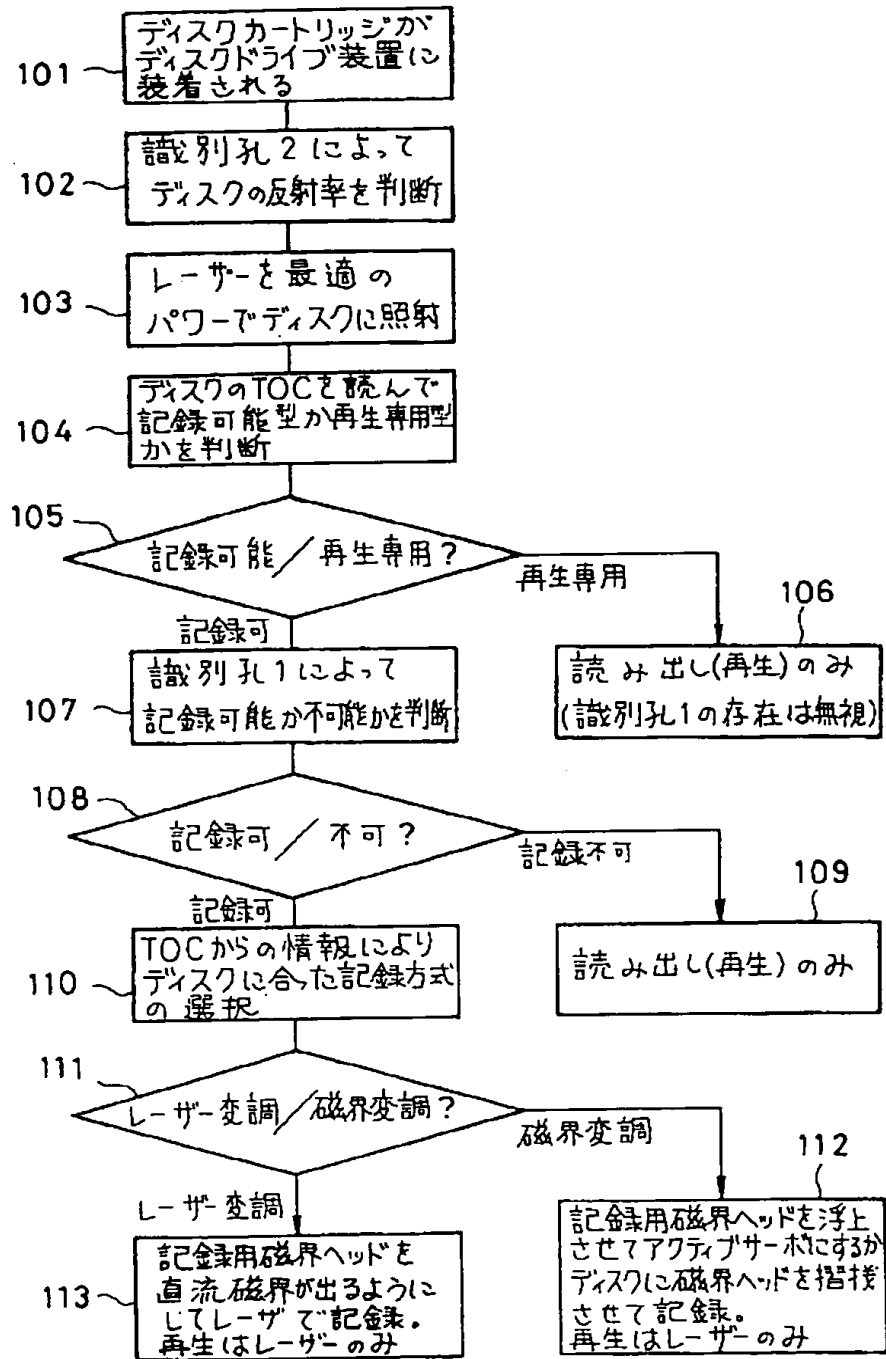 101
ディスクカートリッジが
ディスクドライブ装置に
装着される
102
識別孔2によって
ディスクの反射率を判断
103
レーザーを最適の
パワーでディスクに照射
104
ディスクのTOCを読んで
記録可能型か再生専用型
かを判断
105
記録可能/再生専用?
再生専用
106
読み出し(再生)のみ
(識別孔1の存在は無視)
記録可
107
識別孔1によって
記録可能か不可能かを判断
108
記録可/不可?
記録不可
109
読み出し(再生)のみ
記録可
110
TOCからの情報により
ディスクに合った記録方式
の選択
111
レーザー変調/磁界変調?
磁界変調
112
記録用磁界ヘッドを浮上
させてアクティブサーボにするか
ディスクに磁界ヘッドを摺接
させて記録。
再生はレーザーのみ
レーザー変調
113
記録用磁界ヘッドを
直流磁界が出るように
してレーザで記録。
再生はレーザーのみ